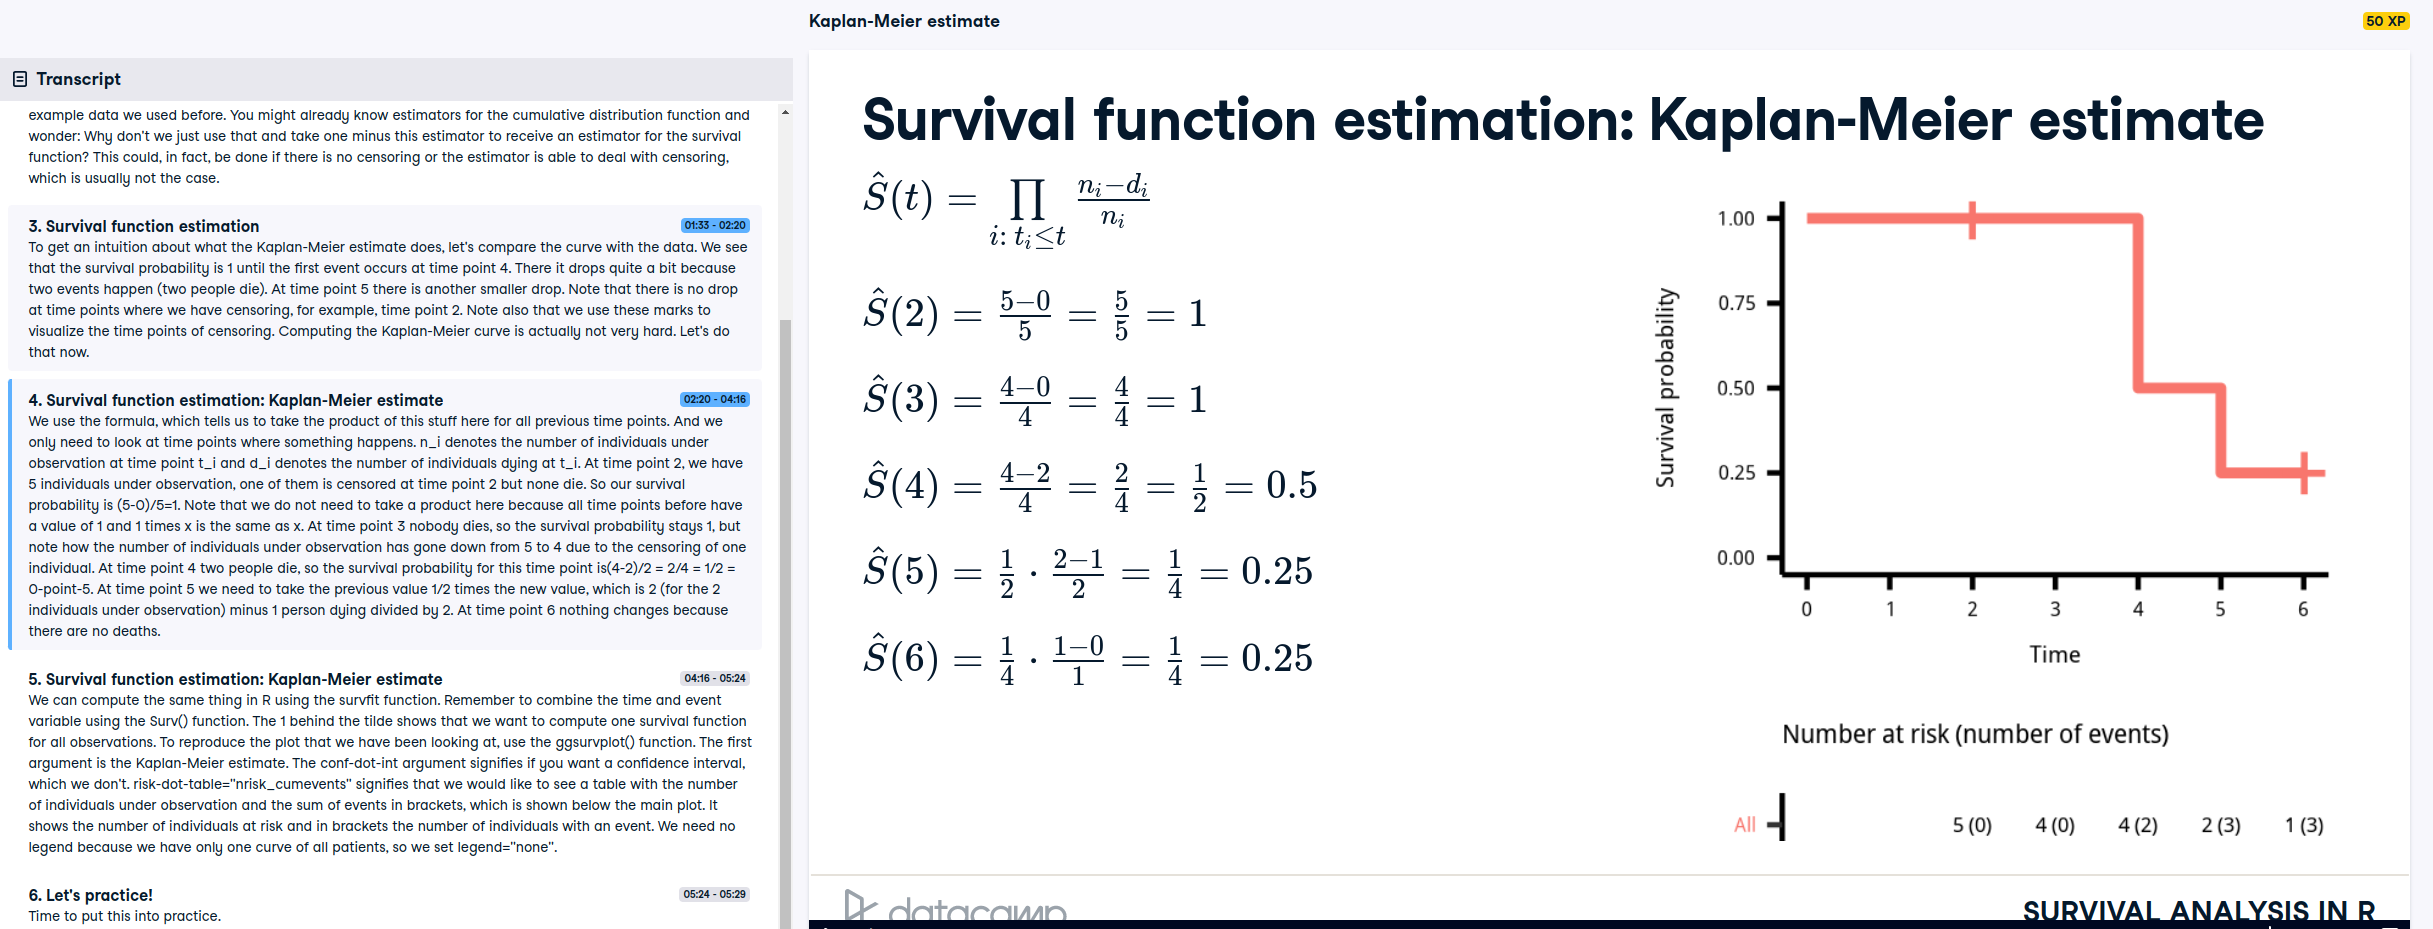 Transcript
example data we used before. You might already know estimators for the cumulative distribution function and
wonder: Why don't we just use that and take one minus this estimator to receive an estimator for the survival
function? This could, in fact, be done if there is no censoring or the estimator is able to deal with censoring,
which is usually not the case.
3. Survival function estimation 01:33 - 02:20
To get an intuition about what the Kaplan-Meier estimate does, let's compare the curve with the data. We see
that the survival probability is 1 until the first event occurs at time point 4. There it drops quite a bit because
two events happen (two people die). At time point 5 there is another smaller drop. Note that there is no drop
at time points where we have censoring, for example, time point 2. Note also that we use these marks to
visualize the time points of censoring. Computing the Kaplan-Meier curve is actually not very hard. Let's do
that now.
4. Survival function estimation: Kaplan-Meier estimate 02:20 - 04:16
We use the formula, which tells us to take the product of this stuff here for all previous time points. And we
only need to look at time points where something happens. n_i denotes the number of individuals under
observation at time point t_i and d_i denotes the number of individuals dying at t_i. At time point 2, we have
5 individuals under observation, one of them is censored at time point 2 but none die. So our survival
probability is (5-0)/5=1. Note that we do not need to take a product here because all time points before have
a value of 1 and 1 times x is the same as x. At time point 3 nobody dies, so the survival probability stays 1, but
note how the number of individuals under observation has gone down from 5 to 4 due to the censoring of one
individual. At time point 4 two people die, so the survival probability for this time point is(4-2)/2 = 2/4 = 1/2 =
0-point-5. At time point 5 we need to take the previous value 1/2 times the new value, which is 2 (for the 2
individuals under observation) minus 1 person dying divided by 2. At time point 6 nothing changes because
there are no deaths.
5. Survival function estimation: Kaplan-Meier estimate 04:16 - 05:24
We can compute the same thing in R using the survfit function. Remember to combine the time and event
variable using the Surv() function. The 1 behind the tilde shows that we want to compute one survival function
for all observations. To reproduce the plot that we have been looking at, use the ggsurvplot() function. The first
argument is the Kaplan-Meier estimate. The conf-dot-int argument signifies if you want a confidence interval,
which we don't. risk-dot-table="nrisk_cumevents" signifies that we would like to see a table with the number
of individuals under observation and the sum of events in brackets, which is shown below the main plot. It
shows the number of individuals at risk and in brackets the number of individuals with an event. We need no
legend because we have only one curve of all patients, so we set legend="none".
6. Let's practice! 05:24 - 05:29
Time to put this into practice.
Kaplan-Meier estimate 50 XP
Survival function estimation: Kaplan-Meier estimate
Ŝ(t) = ∏_{i: t_i≤t} (n_i−d_i)/n_i
Ŝ(2) = (5−0)/5 = 5/5 = 1
Ŝ(3) = (4−0)/4 = 4/4 = 1
Ŝ(4) = (4−2)/4 = 2/4 = 1/2 = 0.5
Ŝ(5) = 1/2 · (2−1)/2 = 1/4 = 0.25
Ŝ(6) = 1/4 · (1−0)/1 = 1/4 = 0.25
Survival probability
1.00
0.75
0.50
0.25
0.00
0 1 2 3 4 5 6
Time
Number at risk (number of events)
All 5 (0) 4 (0) 4 (2) 2 (3) 1 (3)
datacamp
SURVIVAL ANALYSIS IN R